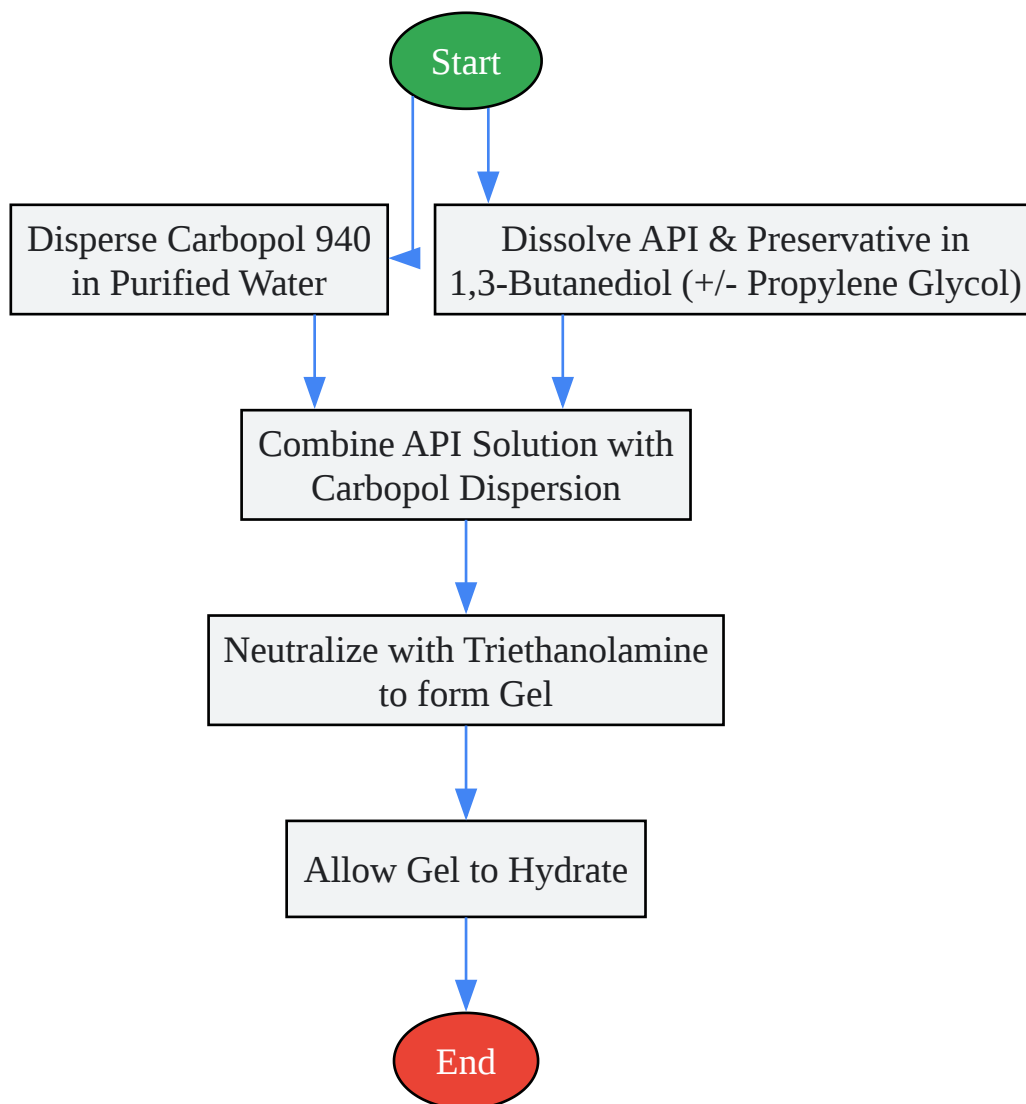 Start
Disperse Carbopol 940
in Purified Water
Dissolve API & Preservative in
1,3-Butanediol (+/- Propylene Glycol)
Combine API Solution with
Carbopol Dispersion
Neutralize with Triethanolamine
to form Gel
Allow Gel to Hydrate
End